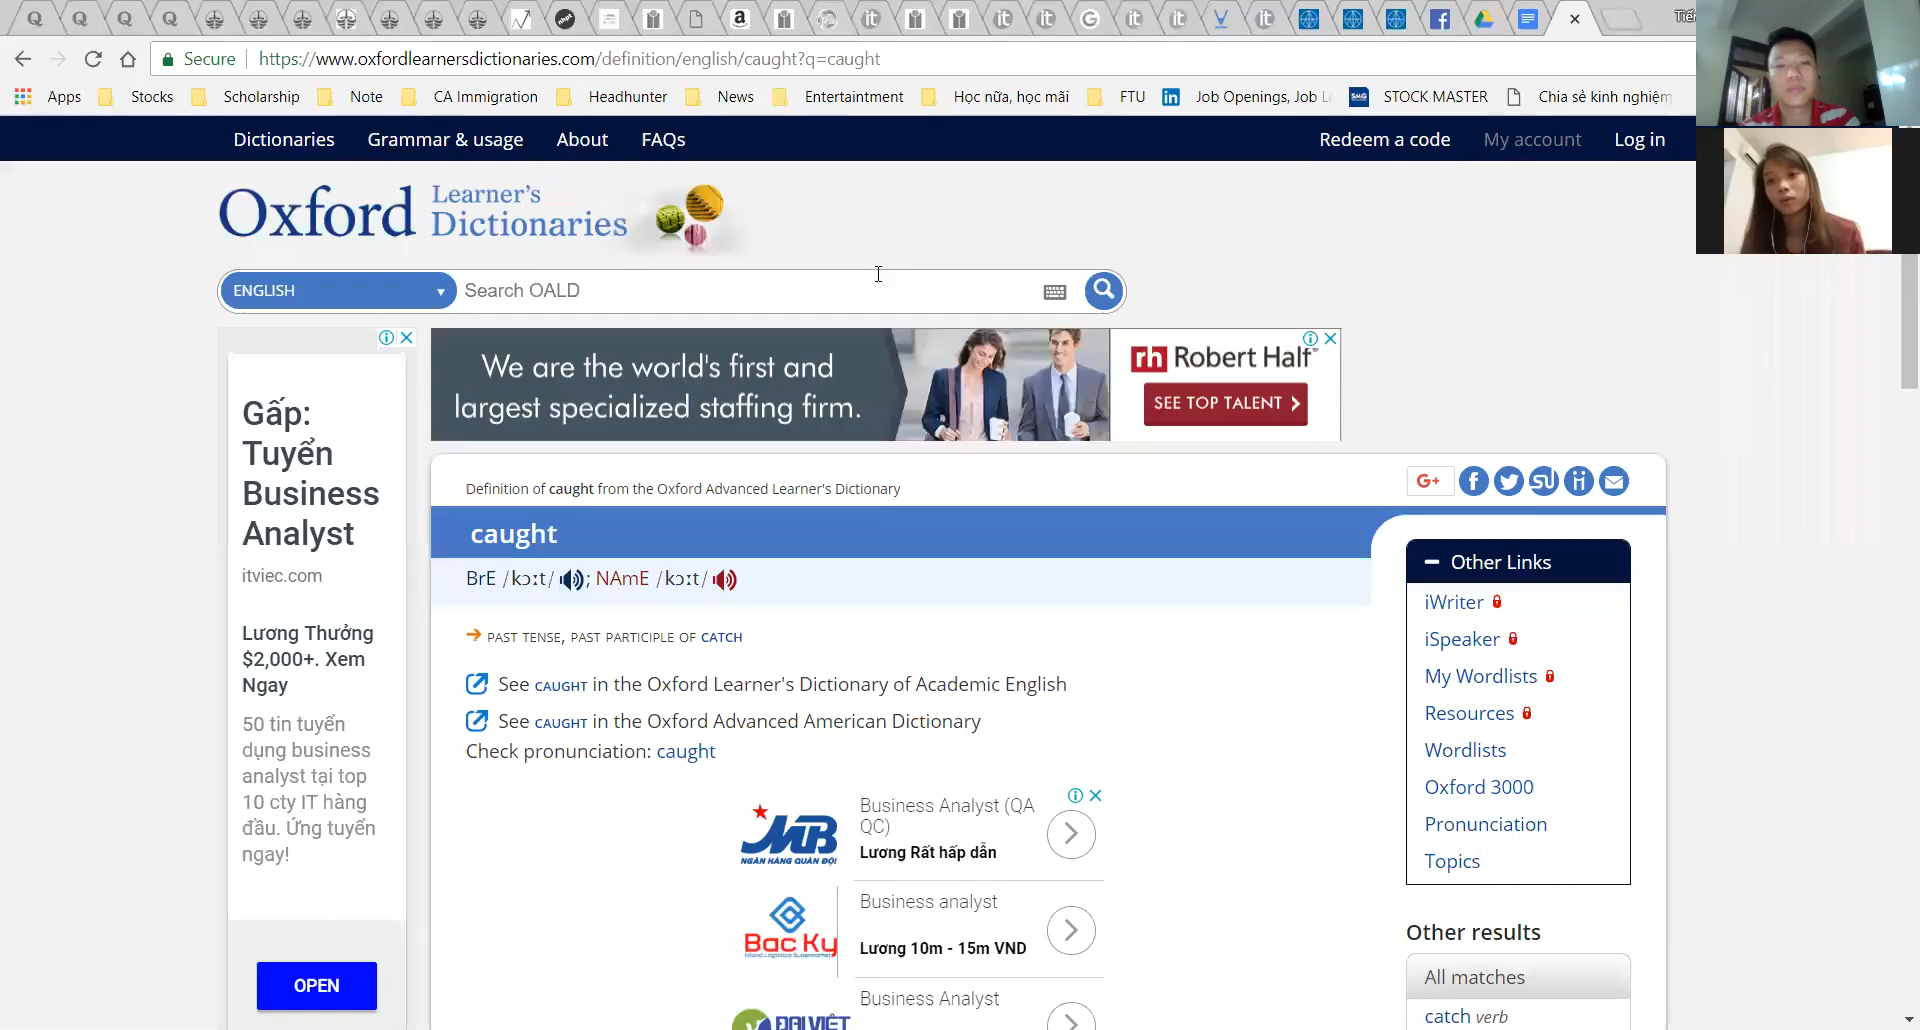 Tiế
Secure
https://www.oxfordlearnersdictionaries.com/definition/english/caught?q=caught
Apps
Stocks
Scholarship
Note
CA Immigration
Headhunter
News
Entertaintment
Học nữa, học mãi
FTU
Job Openings, Job L
STOCK MASTER
Chia sẻ kinh nghiệm
Dictionaries
Grammar & usage
About
FAQs
Redeem a code
My account
Log in
Oxford Learner's Dictionaries
ENGLISH
Search OALD
We are the world's first and
largest specialized staffing firm.
rh Robert Half
SEE TOP TALENT
Gấp:
Tuyển
Business
Analyst
itviec.com
Lương Thưởng
$2,000+. Xem
Ngay
50 tin tuyển
dụng business
analyst tại top
10 cty IT hàng
đầu. Ứng tuyển
ngay!
OPEN
Definition of caught from the Oxford Advanced Learner's Dictionary
G+
caught
BrE /kɔːt/ ; NAmE /kɔːt/
PAST TENSE, PAST PARTICIPLE OF CATCH
See CAUGHT in the Oxford Learner's Dictionary of Academic English
See CAUGHT in the Oxford Advanced American Dictionary
Check pronunciation: caught
MB
NGÂN HÀNG QUÂN ĐỘI
Business Analyst (QA
QC)
Lương Rất hấp dẫn
Bac Ky
Business analyst
Lương 10m - 15m VND
ĐẠI VIỆT
Business Analyst
Other Links
iWriter
iSpeaker
My Wordlists
Resources
Wordlists
Oxford 3000
Pronunciation
Topics
Other results
All matches
catch verb